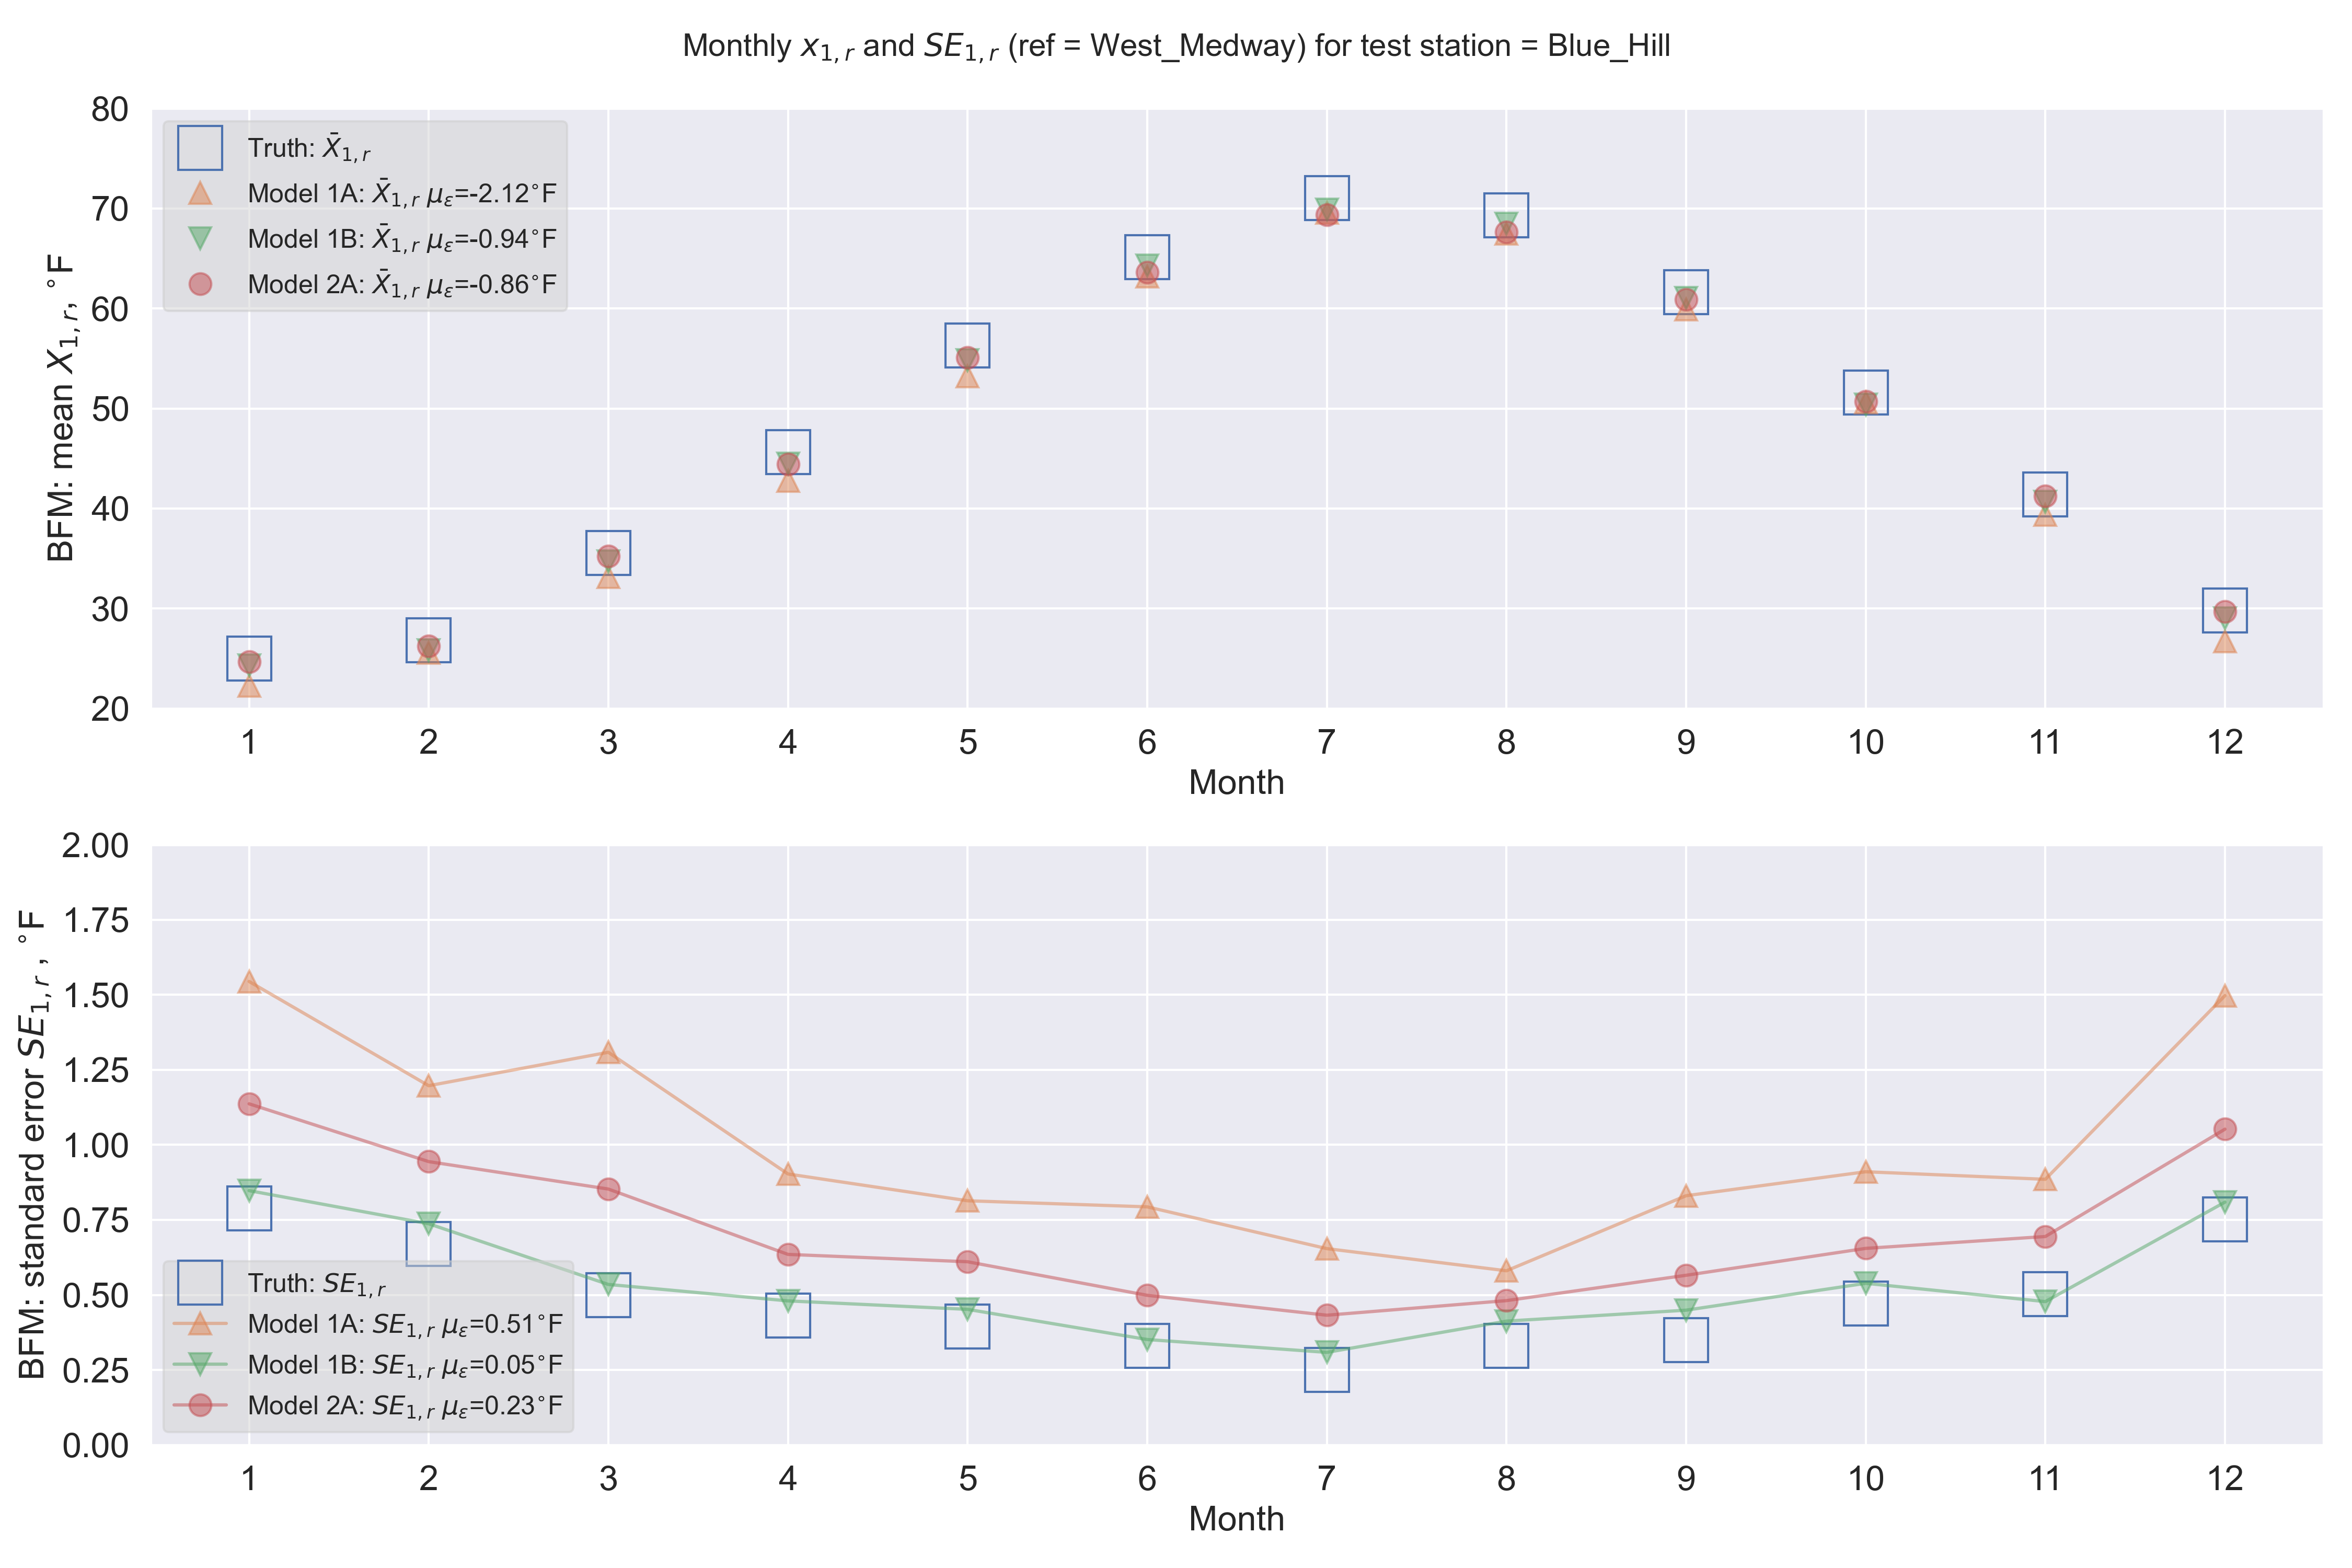 Monthly x₁,ᵣ and SE₁,ᵣ (ref = West_Medway) for test station = Blue_Hill
BFM: mean X₁,ᵣ, °F
80
70
60
50
40
30
20
Truth: X̄₁,ᵣ
Model 1A: X̄₁,ᵣ με=-2.12°F
Model 1B: X̄₁,ᵣ με=-0.94°F
Model 2A: X̄₁,ᵣ με=-0.86°F
1 2 3 4 5 6 7 8 9 10 11 12
Month
BFM: standard error SE₁,ᵣ , °F
2.00
1.75
1.50
1.25
1.00
0.75
0.50
0.25
0.00
Truth: SE₁,ᵣ
Model 1A: SE₁,ᵣ με=0.51°F
Model 1B: SE₁,ᵣ με=0.05°F
Model 2A: SE₁,ᵣ με=0.23°F
1 2 3 4 5 6 7 8 9 10 11 12
Month